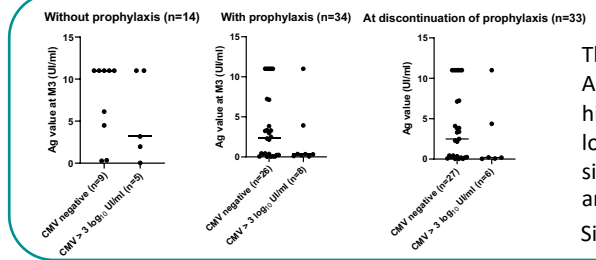 Without prophylaxis (n=14)
Ag value at M3 (UI/ml)
15
10
5
0
CMV negative (n=9)
CMV > 3 log₁₀ UI/ml (n=5)
With prophylaxis (n=34)
Ag value at M3 (UI/ml)
15
10
5
0
CMV negative (n=26)
CMV > 3 log₁₀ UI/ml (n=8)
At discontinuation of prophylaxis (n=33)
Ag value (UI/ml)
15
10
5
0
CMV negative (n=27)
CMV > 3 log₁₀ UI/ml (n=6)
Th
A
hi
lo
si
ar
Si